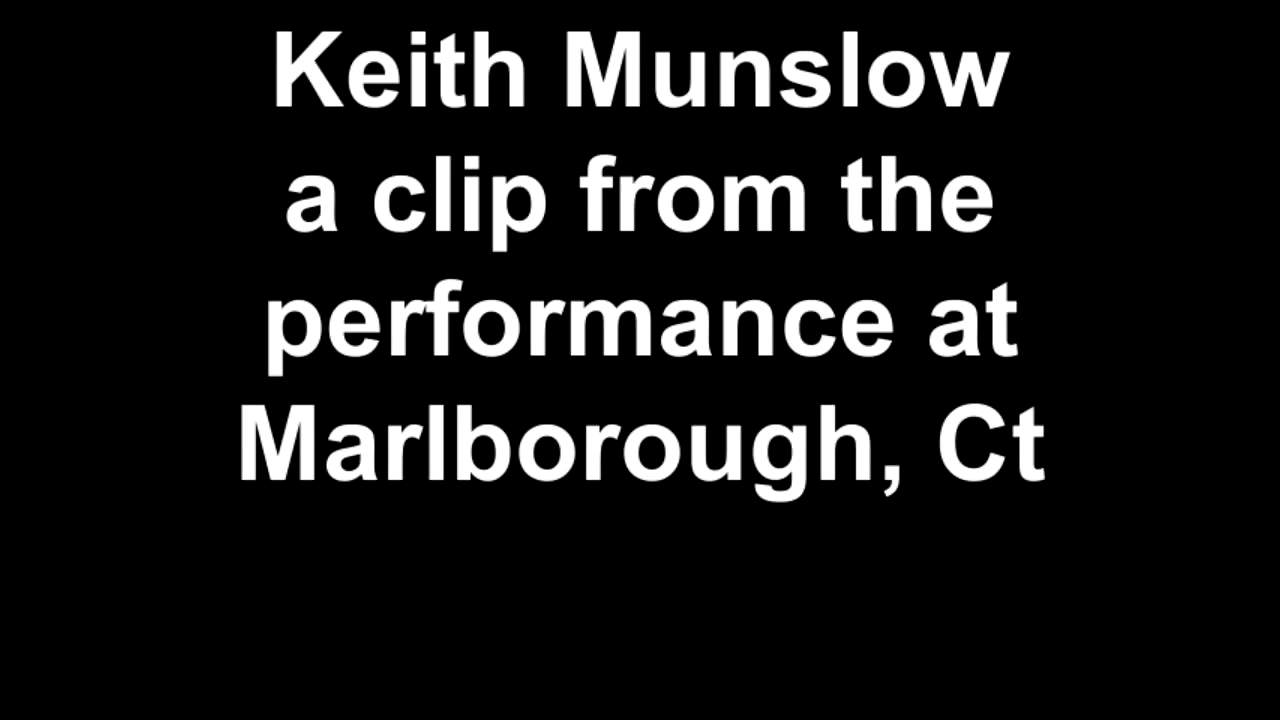 Keith Munslow
a clip from the
performance at
Marlborough, Ct